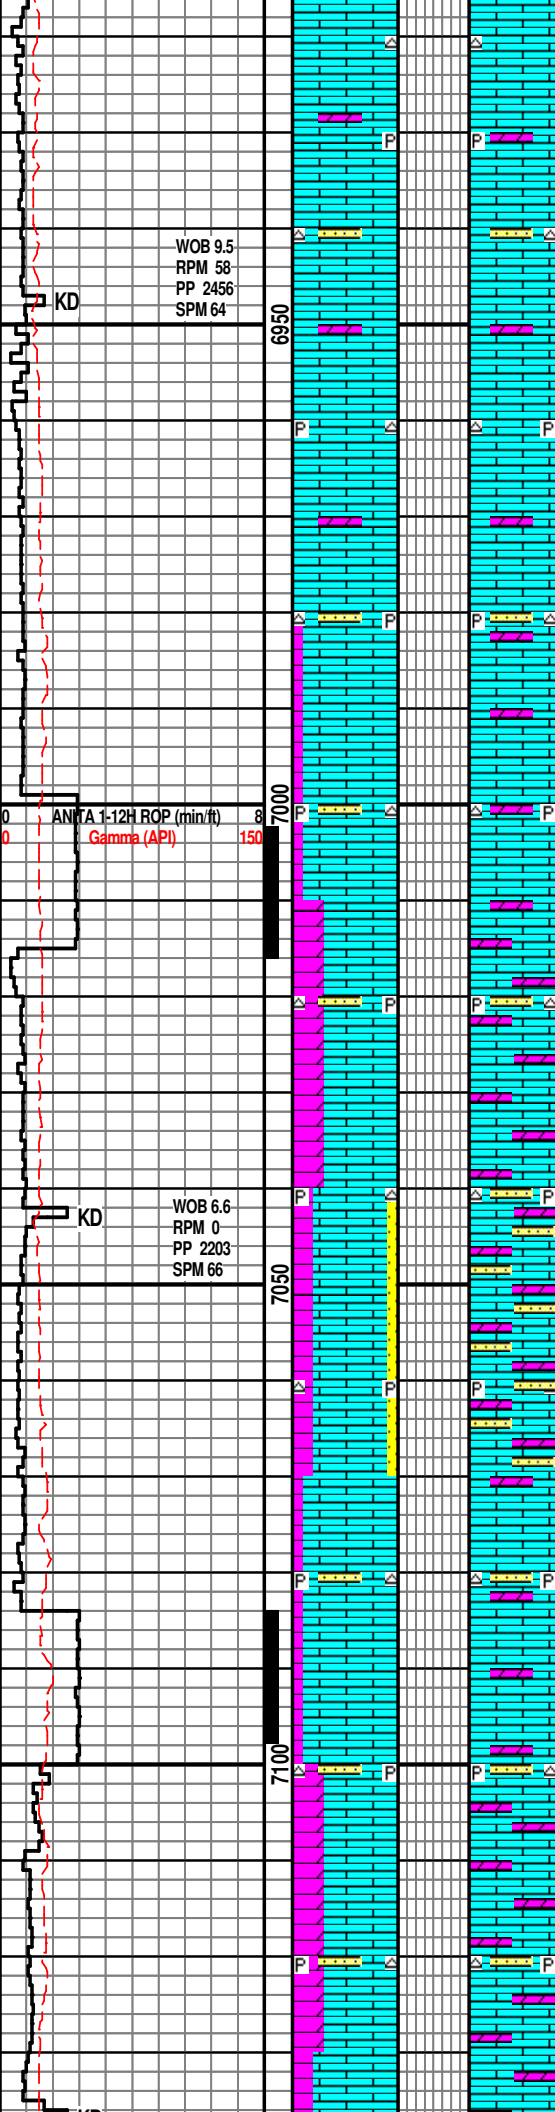 P P
WOB 9.5
RPM 58
PP 2456
SPM 64
KD
6950
P P
P P
7000
0 ANITA 1-12H ROP (min/ft) 8
0 Gamma (API) 150
P P
P P
P
WOB 6.6
RPM 0
PP 2203
SPM 66
KD
7050
P P
P P
7100
P P
P P